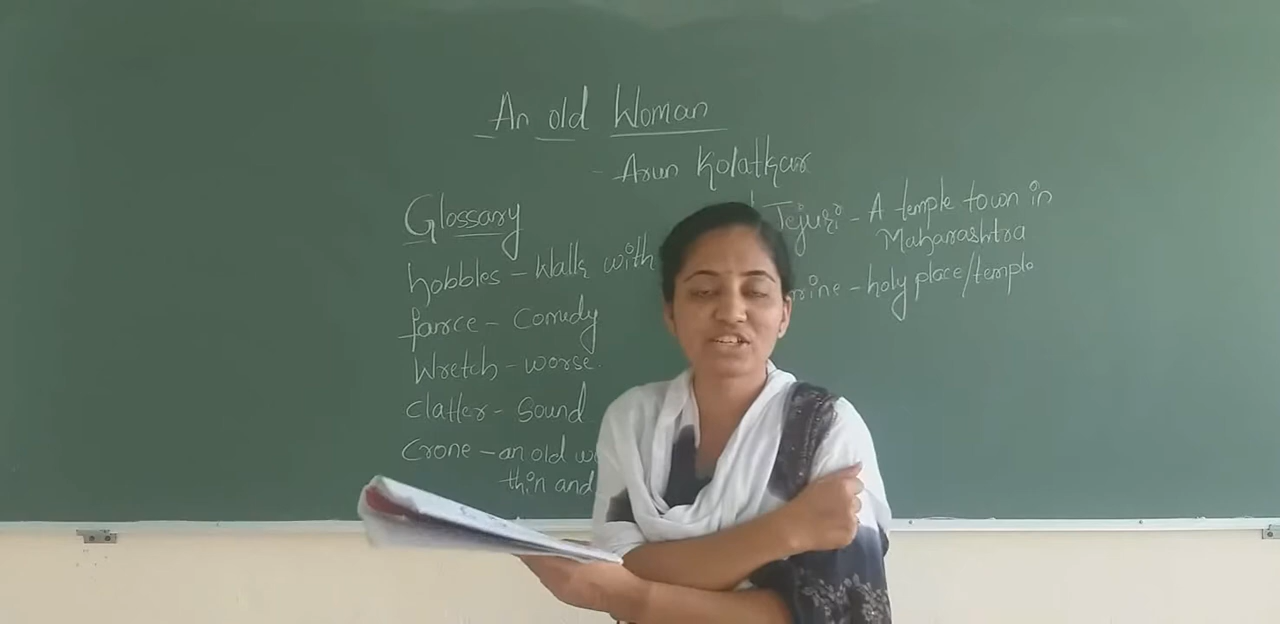 An old Woman
- Arun Kolatkar
Glossary
hobbles - Walk with
farce - Comedy
Wretch - worse.
Clatter - Sound
Crone - an old
thin and
Jejuri - A temple town in
Maharashtra
- holy place/temple